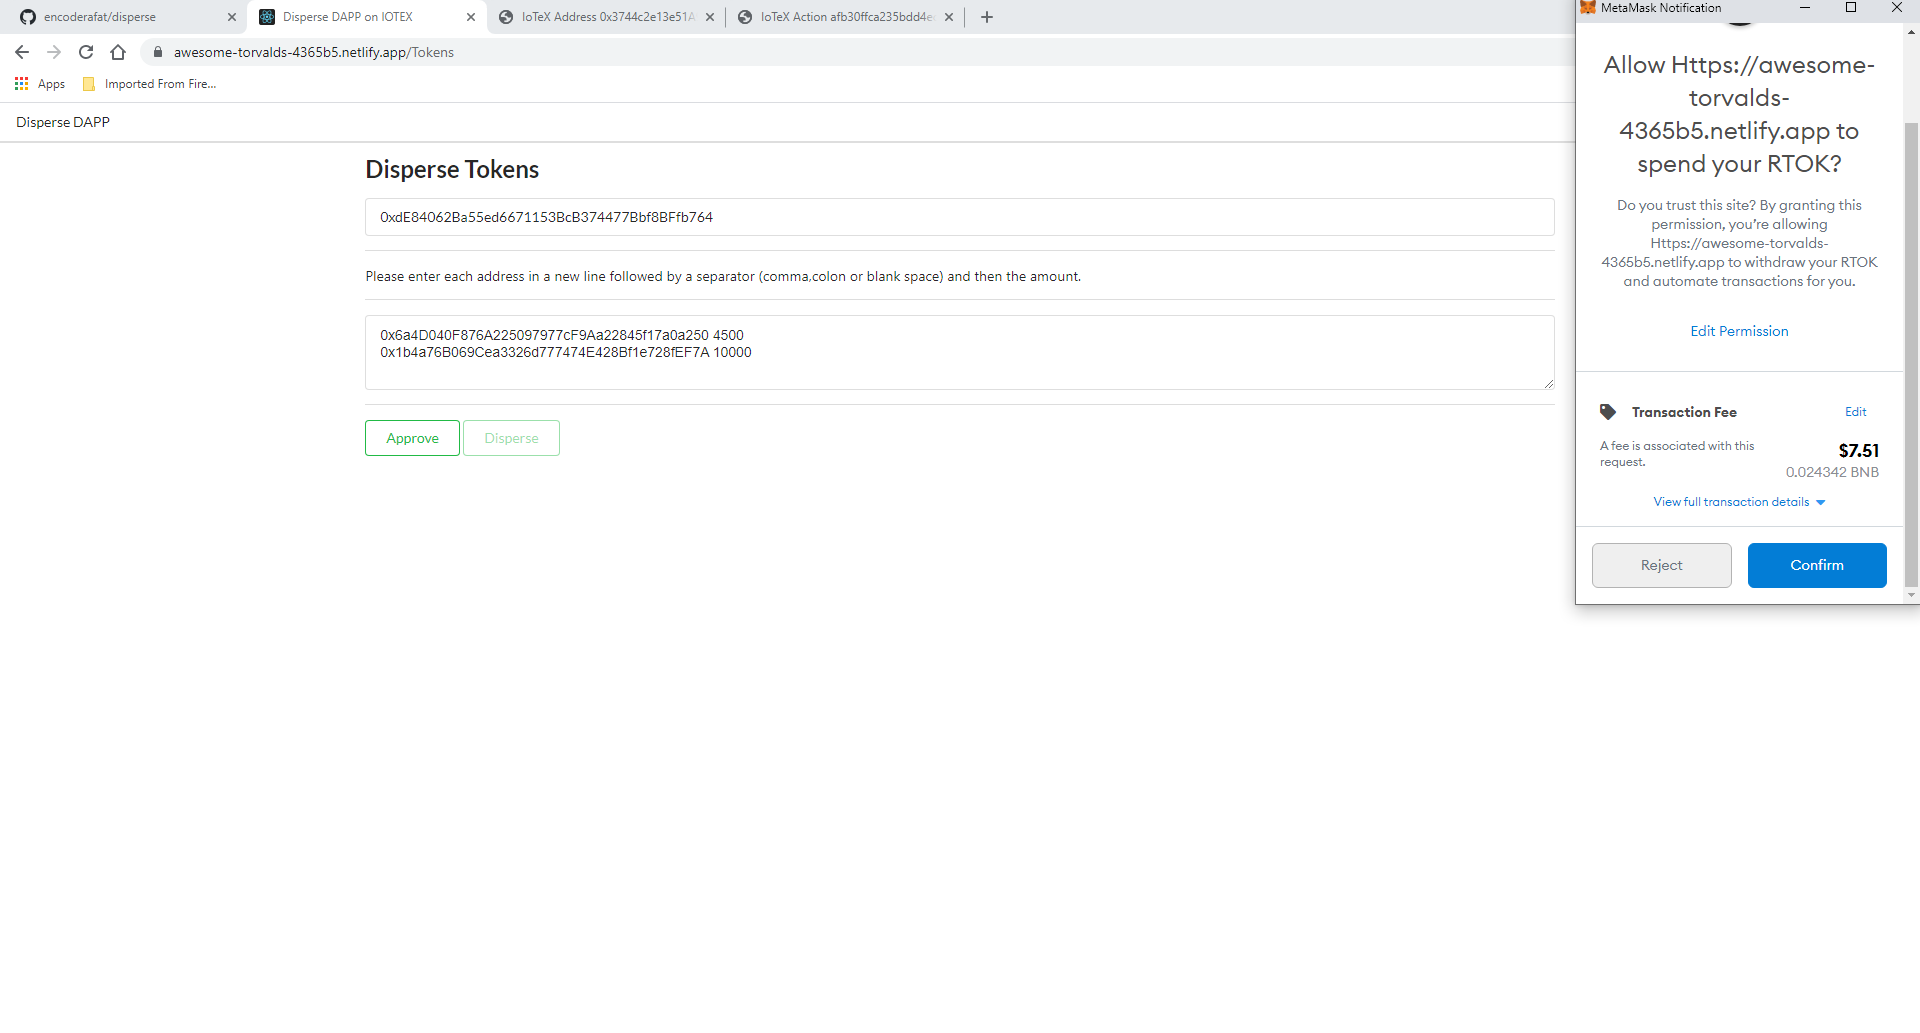 encoderafat/disperse
Disperse DAPP on IOTEX
IoTeX Address 0x3744c2e13e51A
IoTeX Action afb30ffca235bdd4e
awesome-torvalds-4365b5.netlify.app/Tokens
Apps
Imported From Fire...
Disperse DAPP
Disperse Tokens
0xdE84062Ba55ed6671153BcB374477Bbf8BFfb764
Please enter each address in a new line followed by a separator (comma,colon or blank space) and then the amount.
0x6a4D040F876A225097977cF9Aa22845f17a0a250 4500
0x1b4a76B069Cea3326d777474E428Bf1e728fEF7A 10000
Approve
Disperse
MetaMask Notification
Allow Https://awesome-
torvalds-
4365b5.netlify.app to
spend your RTOK?
Do you trust this site? By granting this
permission, you’re allowing
Https://awesome-torvalds-
4365b5.netlify.app to withdraw your RTOK
and automate transactions for you.
Edit Permission
Transaction Fee
Edit
A fee is associated with this
request.
$7.51
0.024342 BNB
View full transaction details
Reject
Confirm